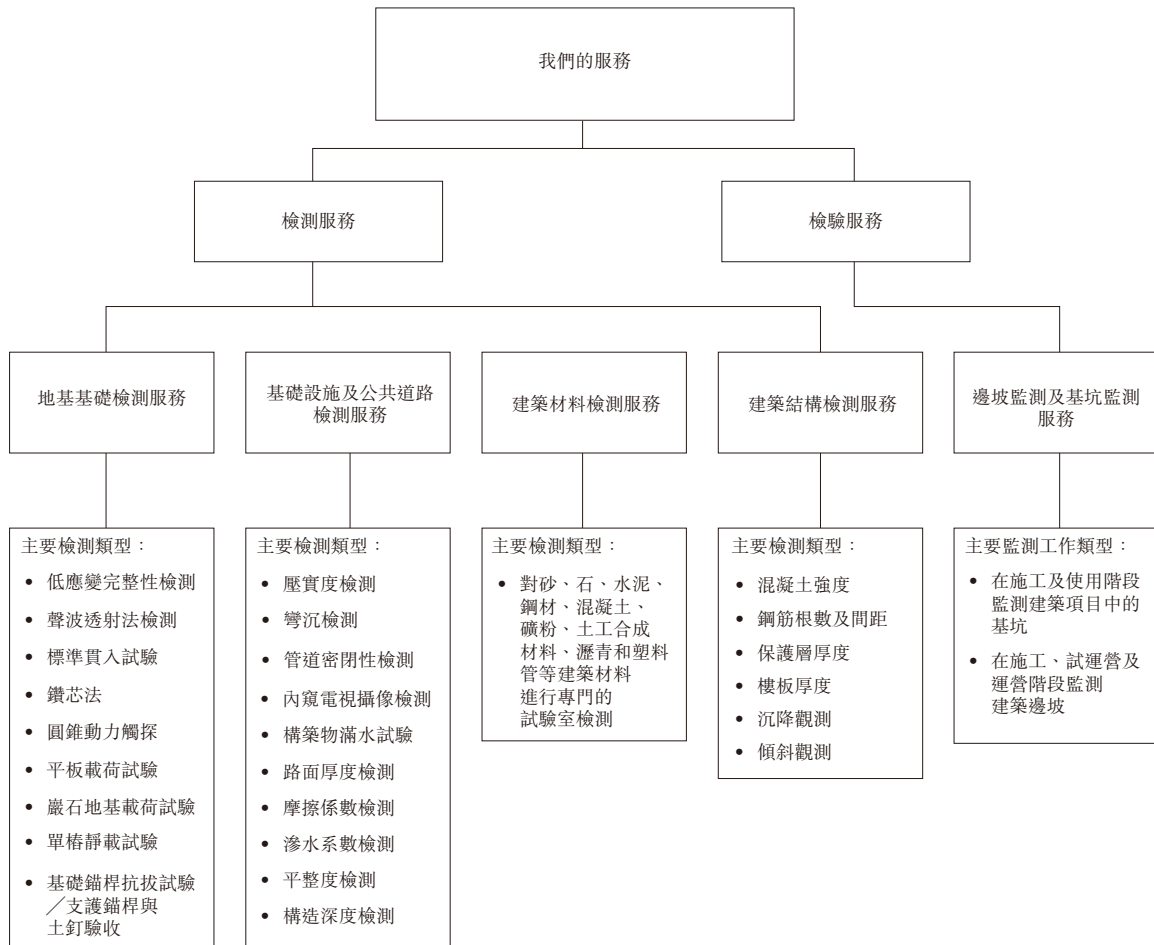 我們的服務
檢測服務
檢驗服務
地基基礎檢測服務
基礎設施及公共道路
檢測服務
建築材料檢測服務
建築結構檢測服務
邊坡監測及基坑監測
服務
主要檢測類型：
• 低應變完整性檢測
• 聲波透射法檢測
• 標準貫入試驗
• 鑽芯法
• 圓錐動力觸探
• 平板載荷試驗
• 巖石地基載荷試驗
• 單樁靜載試驗
• 基礎錨桿抗拔試驗
／支護錨桿與
土釘驗收
主要檢測類型：
• 壓實度檢測
• 彎沉檢測
• 管道密閉性檢測
• 內窺電視攝像檢測
• 構築物滿水試驗
• 路面厚度檢測
• 摩擦係數檢測
• 滲水系數檢測
• 平整度檢測
• 構造深度檢測
主要檢測類型：
• 對砂、石、水泥、
鋼材、混凝土、
礦粉、土工合成
材料、瀝青和塑料
管等建築材料
進行專門的
試驗室檢測
主要檢測類型：
• 混凝土強度
• 鋼筋根數及間距
• 保護層厚度
• 樓板厚度
• 沉降觀測
• 傾斜觀測
主要監測工作類型：
• 在施工及使用階段
監測建築項目中的
基坑
• 在施工、試運營及
運營階段監測
建築邊坡